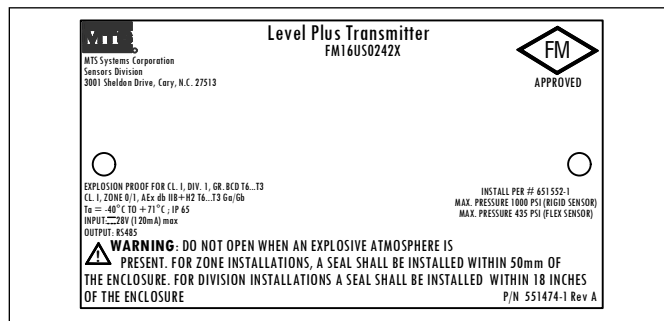 MTS
Level Plus Transmitter
FM16US0242X
MTS Systems Corporation
Sensors Division
3001 Sheldon Drive, Cary, N.C. 27513
FM
APPROVED
EXPLOSION PROOF FOR CL. I, DIV. 1, GR. BCD T6...T3
CL. I, ZONE 0/1, AEx db IIB+H2 T6...T3 Ga/Gb
Ta = -40°C TO +71°C ; IP 65
INPUT:⎓28V (120mA) max
OUTPUT: RS485
INSTALL PER # 651552-1
MAX. PRESSURE 1000 PSI (RIGID SENSOR)
MAX. PRESSURE 435 PSI (FLEX SENSOR)
WARNING: DO NOT OPEN WHEN AN EXPLOSIVE ATMOSPHERE IS
PRESENT. FOR ZONE INSTALLATIONS, A SEAL SHALL BE INSTALLED WITHIN 50mm OF
THE ENCLOSURE. FOR DIVISION INSTALLATIONS A SEAL SHALL BE INSTALLED WITHIN 18 INCHES
OF THE ENCLOSURE
P/N 551474-1 Rev A